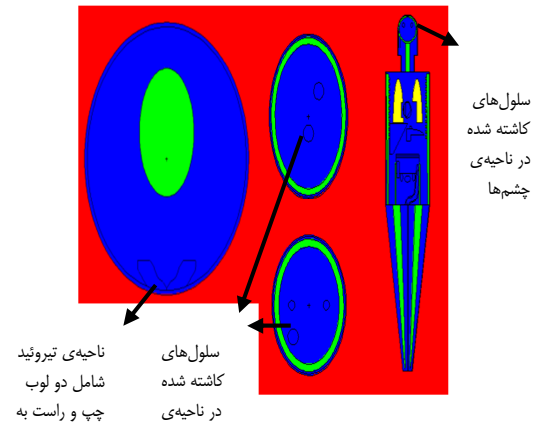 سلول‌های
کاشته شده
در ناحیه‌ی
چشم‌ها
ناحیه‌ی تیروئید
شامل دو لوب
چپ و راست به
سلول‌های
کاشته شده
در ناحیه‌ی